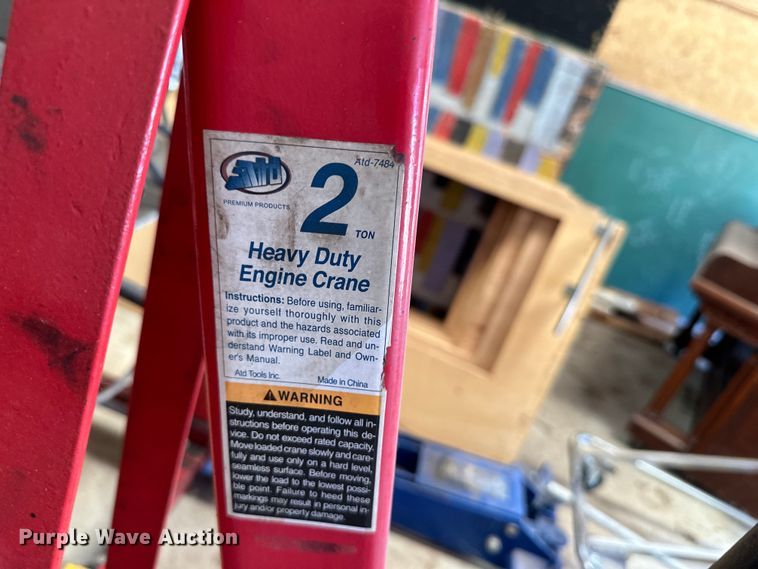 atd
Atd-7484
PREMIUM PRODUCTS
2
TON
Heavy Duty
Engine Crane
Instructions: Before using, familiar-
ize yourself thoroughly with this
product and the hazards associated
with its improper use. Read and un-
derstand Warning Label and Own-
er's Manual.
Atd Tools Inc. Made in China
WARNING
Study, understand, and follow all in-
structions before operating this de-
vice. Do not exceed rated capacity.
Move loaded crane slowly and care-
fully and use only on a hard level,
seamless surface. Before moving,
lower the load to the lowest possi-
ble point. Failure to heed these
markings may result in personal in-
jury and/or property damage.
Purple Wave Auction